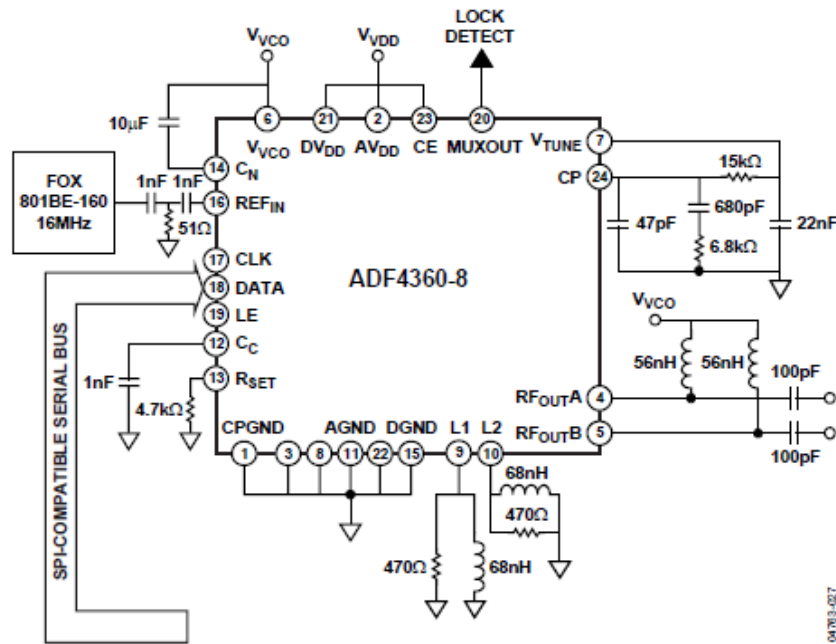 LOCK
DETECT
VVCO
VVDD
10µF
6
21
2
23
20
VVCO
DVDD
AVDD
CE
MUXOUT
VTUNE
7
14
CN
CP
24
15kΩ
FOX
801BE-160
16MHz
1nF
1nF
16
REFIN
51Ω
47pF
680pF
22nF
6.8kΩ
17
CLK
18
DATA
19
LE
ADF4360-8
SPI-COMPATIBLE SERIAL BUS
12
CC
1nF
13
RSET
4.7kΩ
VVCO
56nH
56nH
100pF
RFOUTA
4
RFOUTB
5
100pF
CPGND
AGND
DGND
L1
L2
1
3
8
11
22
15
9
10
68nH
470Ω
470Ω
68nH
04763-027